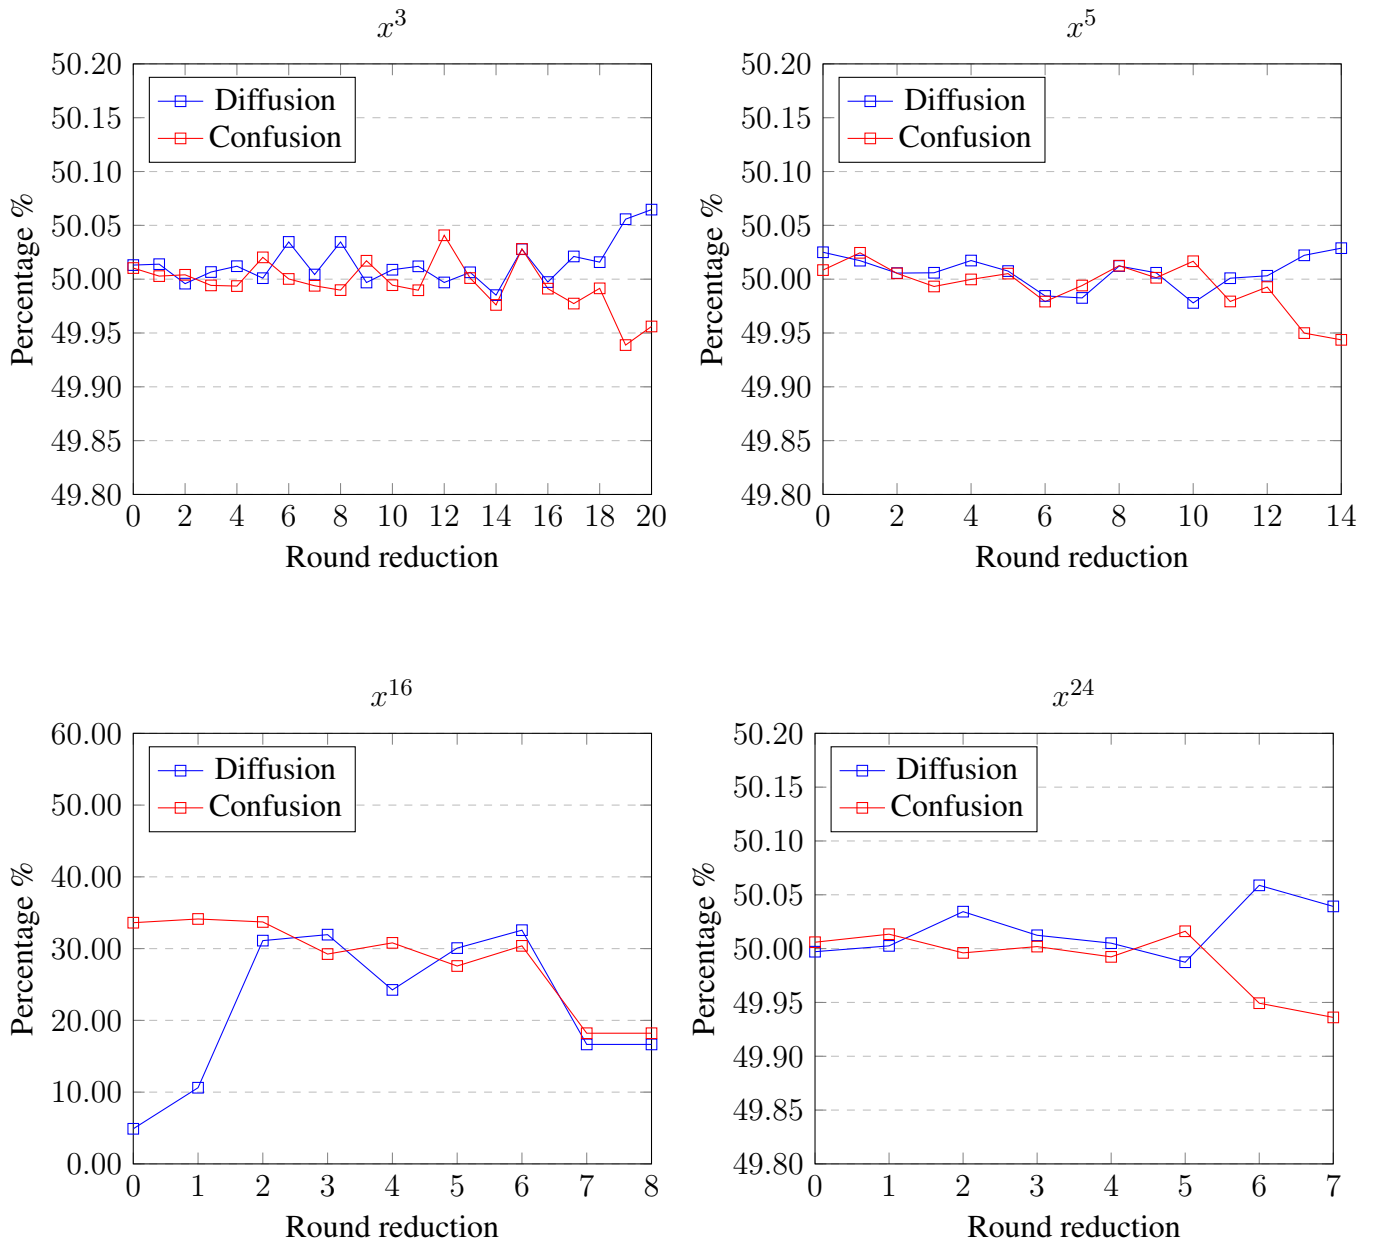 x^3
50.20
50.15
50.10
50.05
50.00
49.95
49.90
49.85
49.80
Percentage %
Diffusion
Confusion
0 2 4 6 8 10 12 14 16 18 20
Round reduction
x^5
50.20
50.15
50.10
50.05
50.00
49.95
49.90
49.85
49.80
Percentage %
Diffusion
Confusion
0 2 4 6 8 10 12 14
Round reduction
x^16
60.00
50.00
40.00
30.00
20.00
10.00
0.00
Percentage %
Diffusion
Confusion
0 1 2 3 4 5 6 7 8
Round reduction
x^24
50.20
50.15
50.10
50.05
50.00
49.95
49.90
49.85
49.80
Percentage %
Diffusion
Confusion
0 1 2 3 4 5 6 7
Round reduction